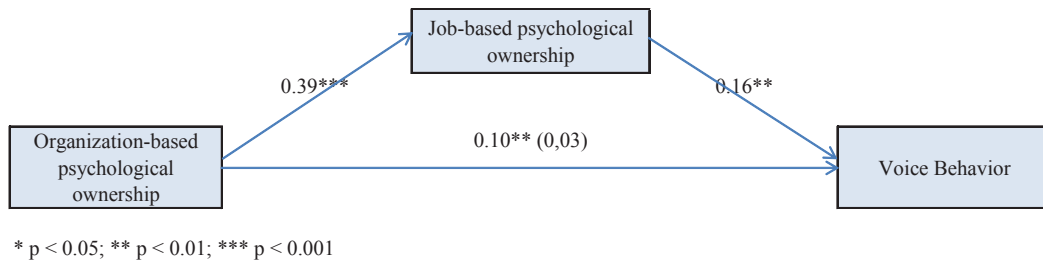 Job-based psychological
ownership
0.39***
0.16**
Organization-based
psychological
ownership
0.10** (0,03)
Voice Behavior
* p < 0.05; ** p < 0.01; *** p < 0.001